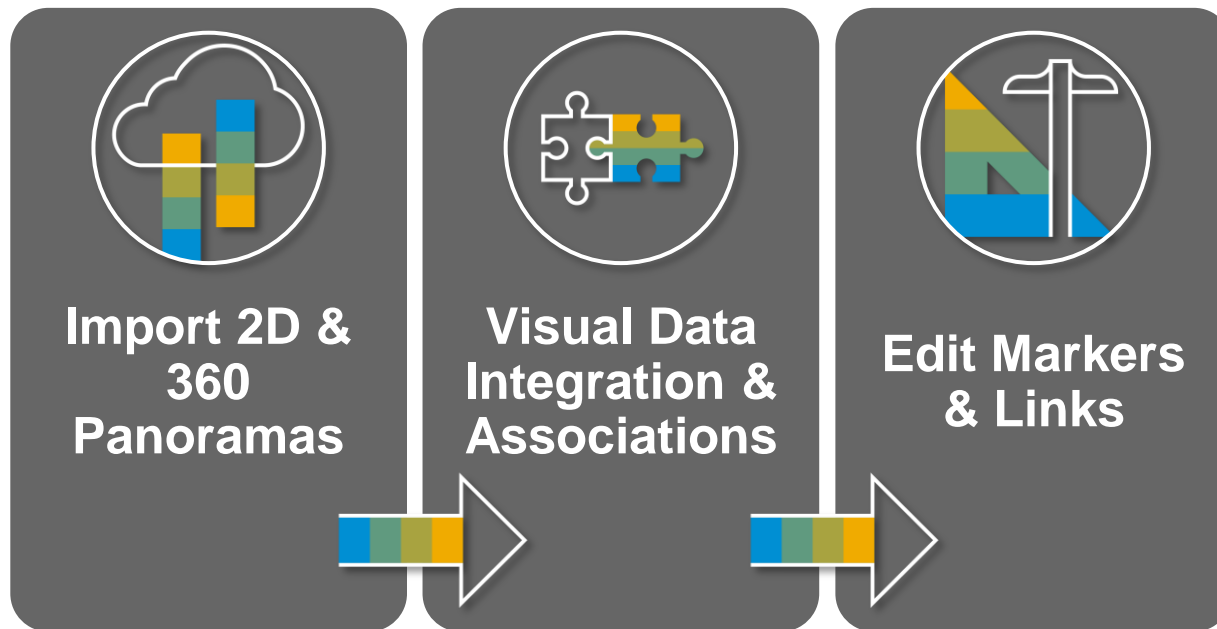 Import 2D &
360
Panoramas
Visual Data
Integration &
Associations
Edit Markers
& Links